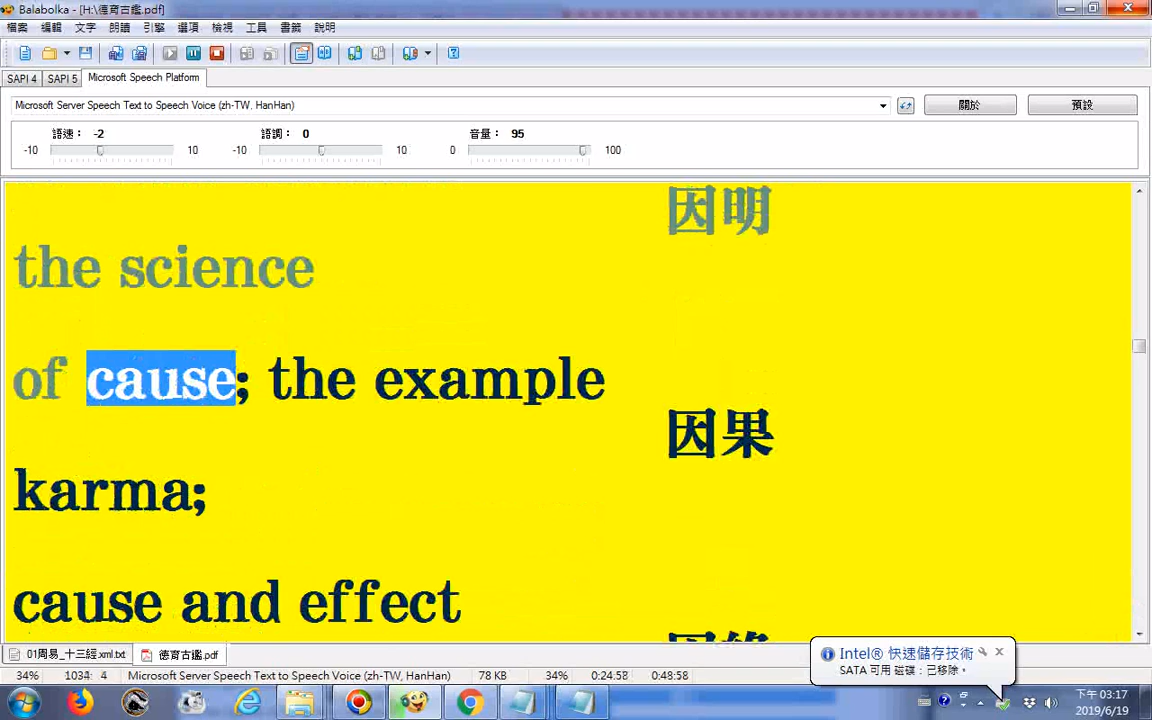 Balabolka - [H:\德育古鑑.pdf]
檔案 編輯 文字 朗讀 引擎 選項 檢視 工具 書籤 說明
SAPI 4 SAPI 5 Microsoft Speech Platform
Microsoft Server Speech Text to Speech Voice (zh-TW, HanHan)
關於 預設
語速： -2 語調： 0 音量： 95
-10 10 -10 10 0 100
因明
the science
of cause; the example
因果
karma;
cause and effect
Intel® 快速儲存技術
SATA 可用 磁碟：已移除。
01周易_十三經.xml.txt 德育古鑑.pdf
34% 1034: 4 Microsoft Server Speech Text to Speech Voice (zh-TW, HanHan) 78 KB 34% 0:24:58 0:48:58
下午 03:17
2019/6/19